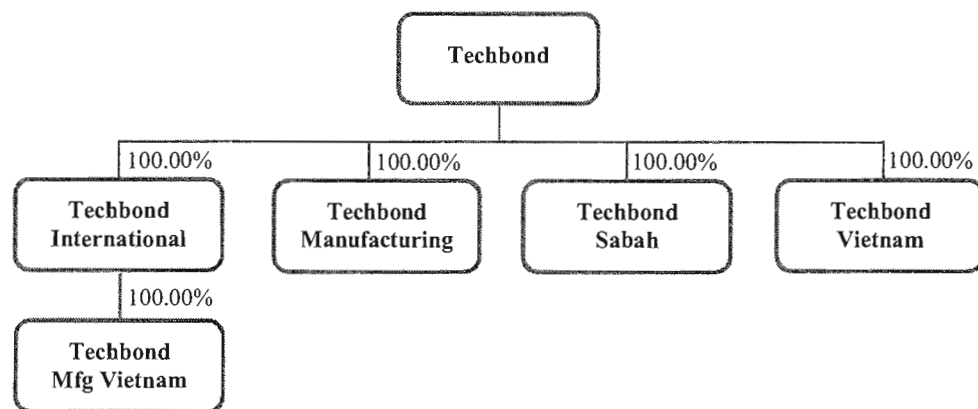 Techbond
100.00%
100.00%
100.00%
100.00%
Techbond
International
Techbond
Manufacturing
Techbond
Sabah
Techbond
Vietnam
100.00%
Techbond
Mfg Vietnam